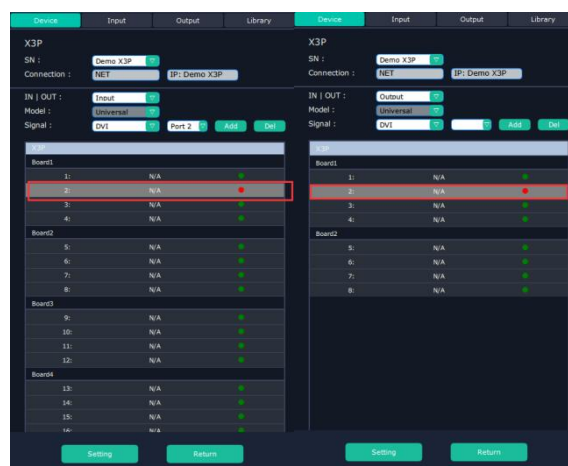 Device Input Output Library
X3P
SN : Demo X3P
Connection : NET IP: Demo X3P
IN | OUT : Input
Model : Universal
Signal : DVI Port 2 Add Del
X3P
Board1
1: N/A
2: N/A
3: N/A
4: N/A
Board2
5: N/A
6: N/A
7: N/A
8: N/A
Board3
9: N/A
10: N/A
11: N/A
12: N/A
Board4
13: N/A
14: N/A
15: N/A
16: N/A
Setting Return
Device Input Output Library
X3P
SN : Demo X3P
Connection : NET IP: Demo X3P
IN | OUT : Output
Model : Universal
Signal : DVI Add Del
X3P
Board1
1: N/A
2: N/A
3: N/A
4: N/A
Board2
5: N/A
6: N/A
7: N/A
8: N/A
Setting Return